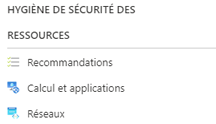 HYGIÈNE DE SÉCURITÉ DES
RESSOURCES
Recommandations
Calcul et applications
Réseaux